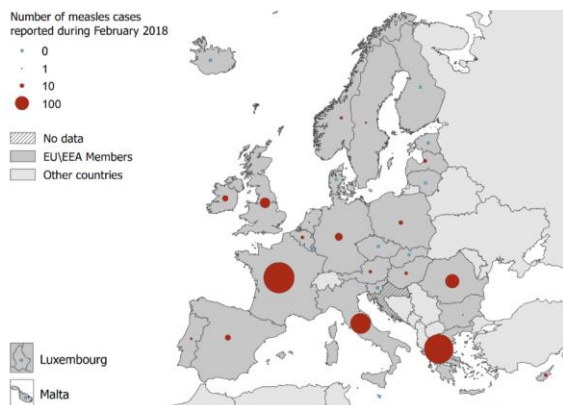 Number of measles cases
reported during February 2018
0
1
10
100
No data
EU\EEA Members
Other countries
Luxembourg
Malta